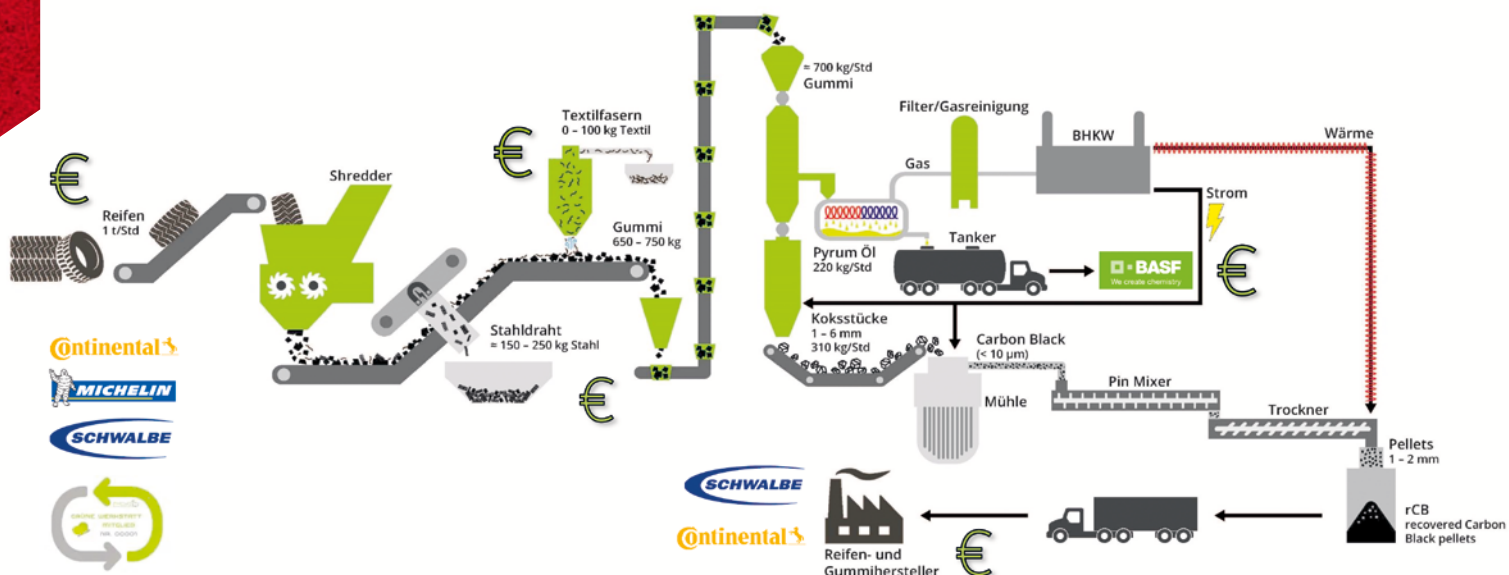 Reifen
1 t/Std
Shredder
Textilfasern
0 – 100 kg Textil
Gummi
650 – 750 kg
Stahldraht
≈ 150 – 250 kg Stahl
≈ 700 kg/Std
Gummi
Filter/Gasreinigung
Gas
BHKW
Wärme
Strom
Pyrum Öl
220 kg/Std
Tanker
BASF
We create chemistry
Koksstücke
1 – 6 mm
310 kg/Std
Carbon Black
(< 10 µm)
Mühle
Pin Mixer
Trockner
Pellets
1 – 2 mm
rCB
recovered Carbon
Black pellets
Reifen- und
Gummihersteller
SCHWALBE
Continental
Continental
MICHELIN
SCHWALBE
GRÜNE WERKSTATT
MITGLIED
€
€
€
€
€